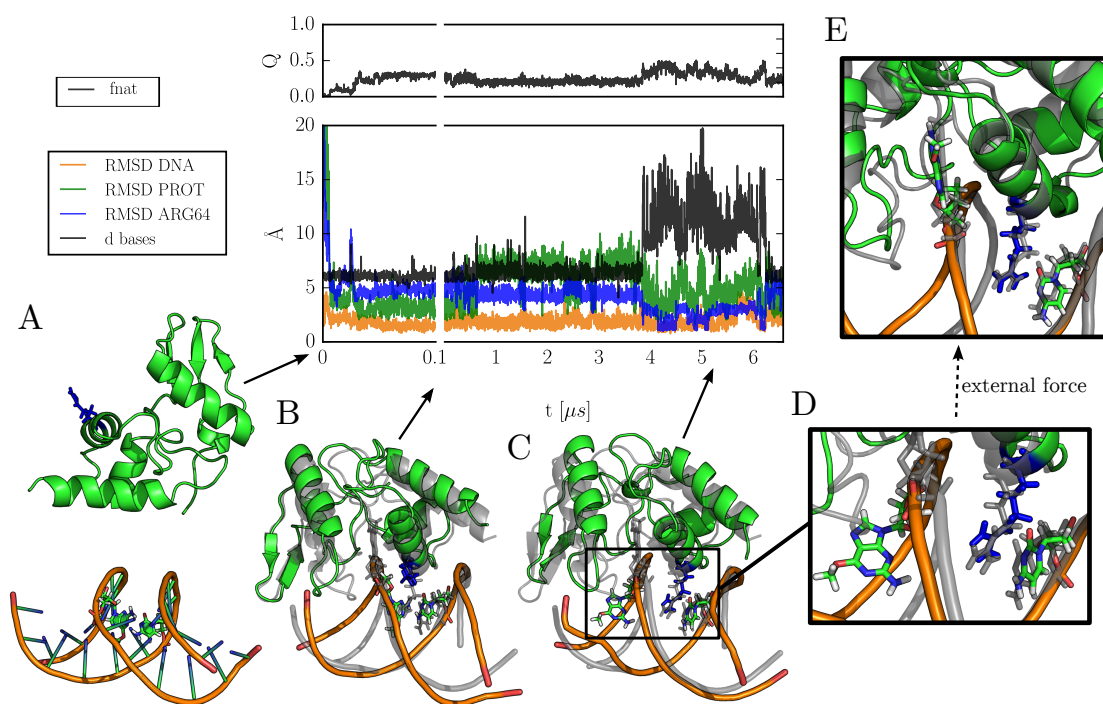 1.0
Q
0.5
0.0
fnat
RMSD DNA
RMSD PROT
RMSD ARG64
d bases
20
15
Å
10
5
0
0 0.1 1 2 3 4 5 6
t [μs]
A
B
C
D
E
external force